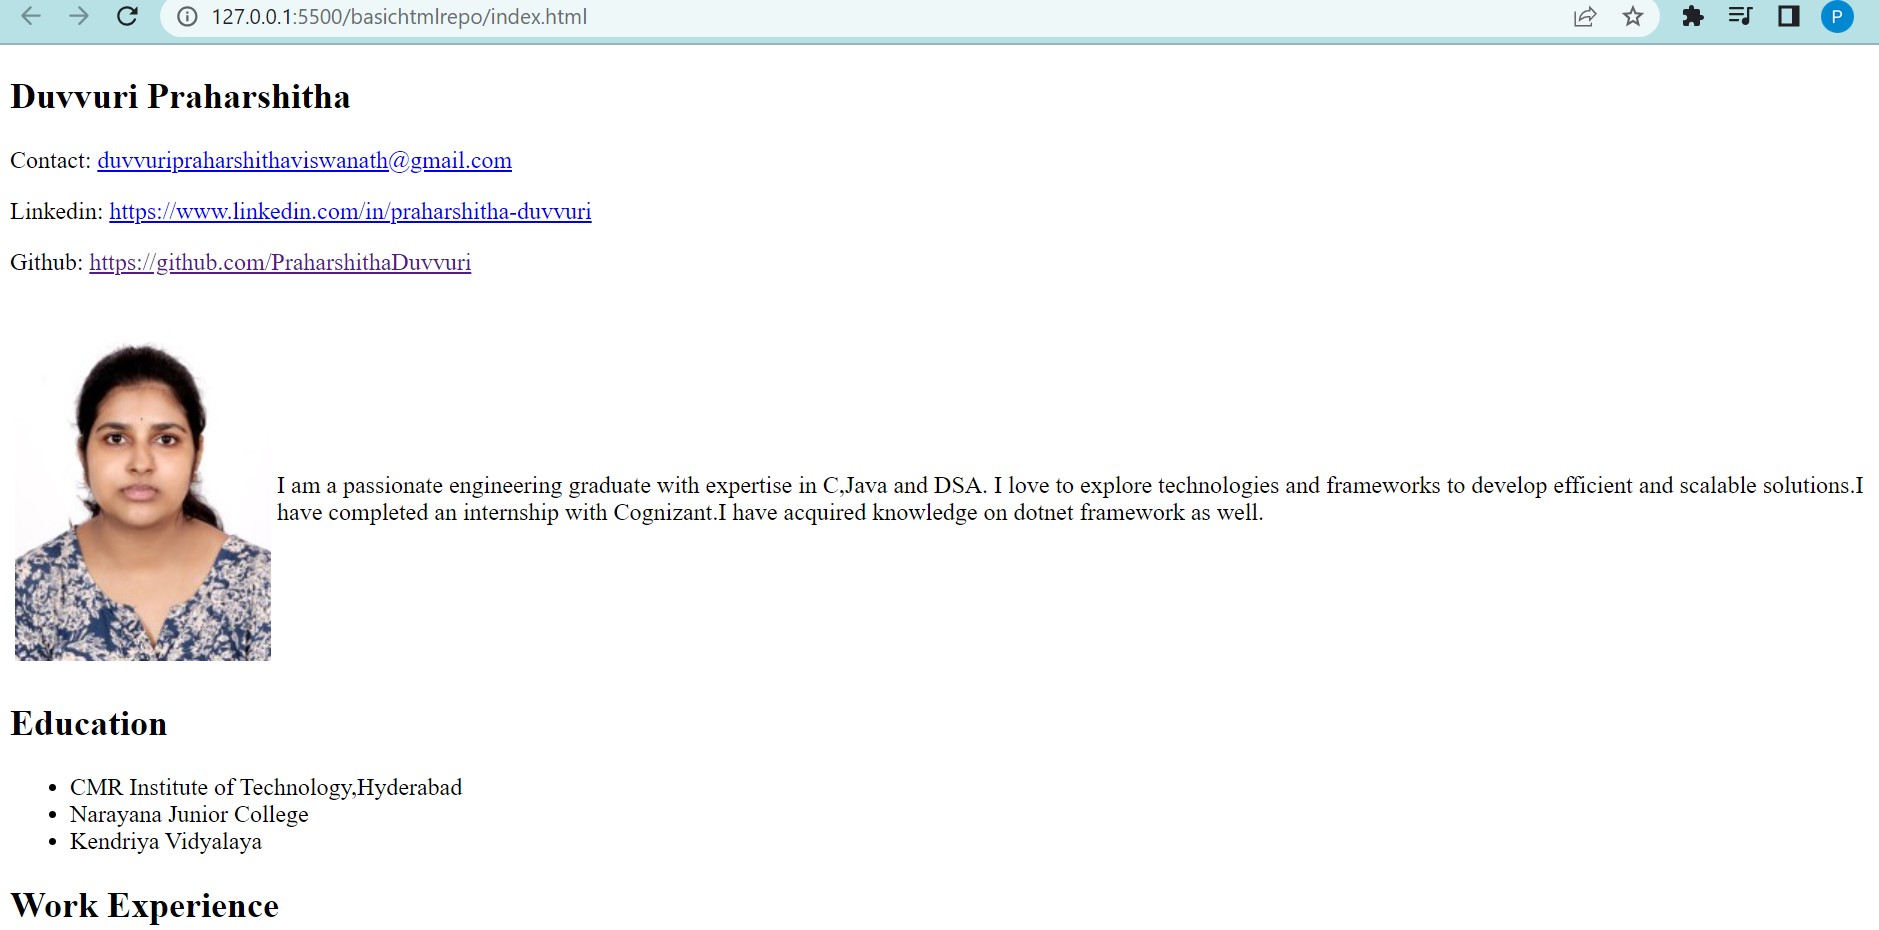 127.0.0.1:5500/basichtmlrepo/index.html
P
Duvvuri Praharshitha
Contact: duvvuripraharshithaviswanath@gmail.com
Linkedin: https://www.linkedin.com/in/praharshitha-duvvuri
Github: https://github.com/PraharshithaDuvvuri
I am a passionate engineering graduate with expertise in C,Java and DSA. I love to explore technologies and frameworks to develop efficient and scalable solutions.I
have completed an internship with Cognizant.I have acquired knowledge on dotnet framework as well.
Education
• CMR Institute of Technology,Hyderabad
• Narayana Junior College
• Kendriya Vidyalaya
Work Experience